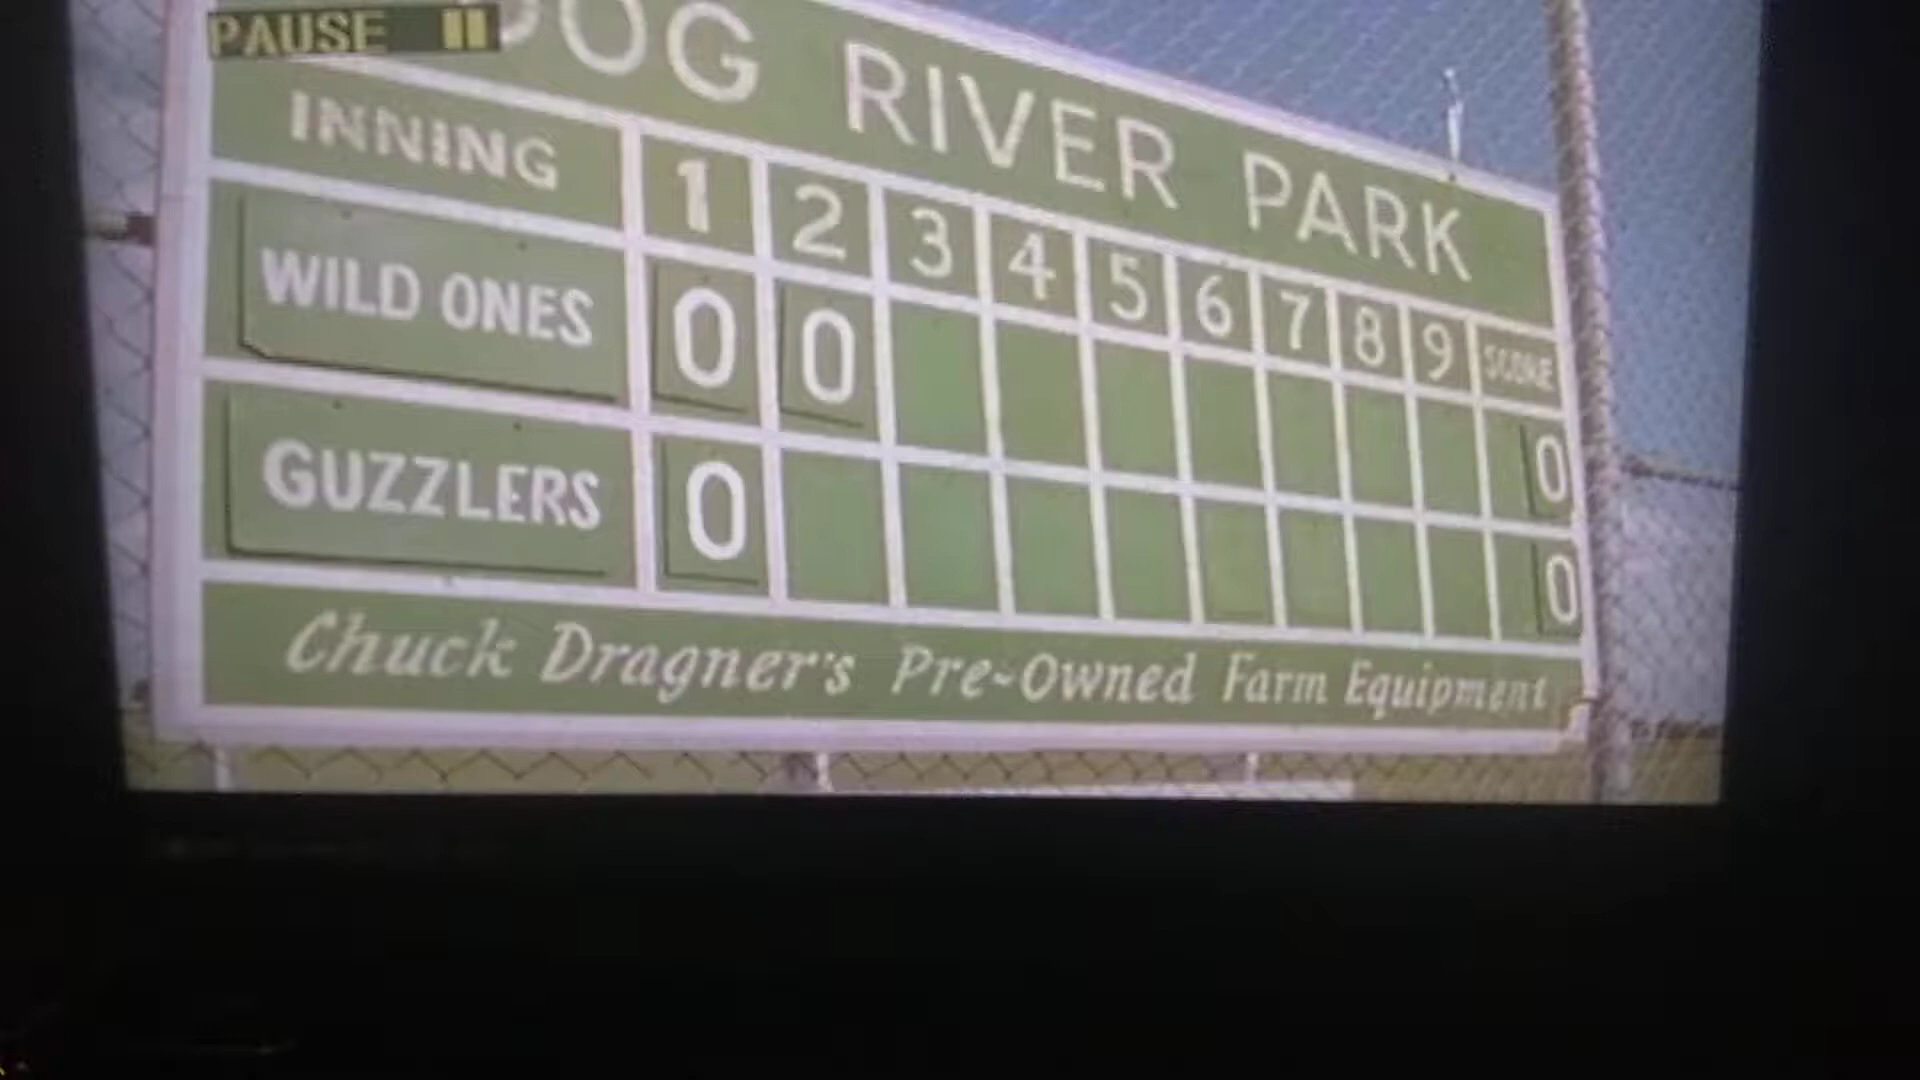 PAUSE
DOG RIVER PARK
INNING 1 2 3 4 5 6 7 8 9 SCORE
WILD ONES 0 0 0
GUZZLERS 0 0
Chuck Dragner's Pre-Owned Farm Equipment